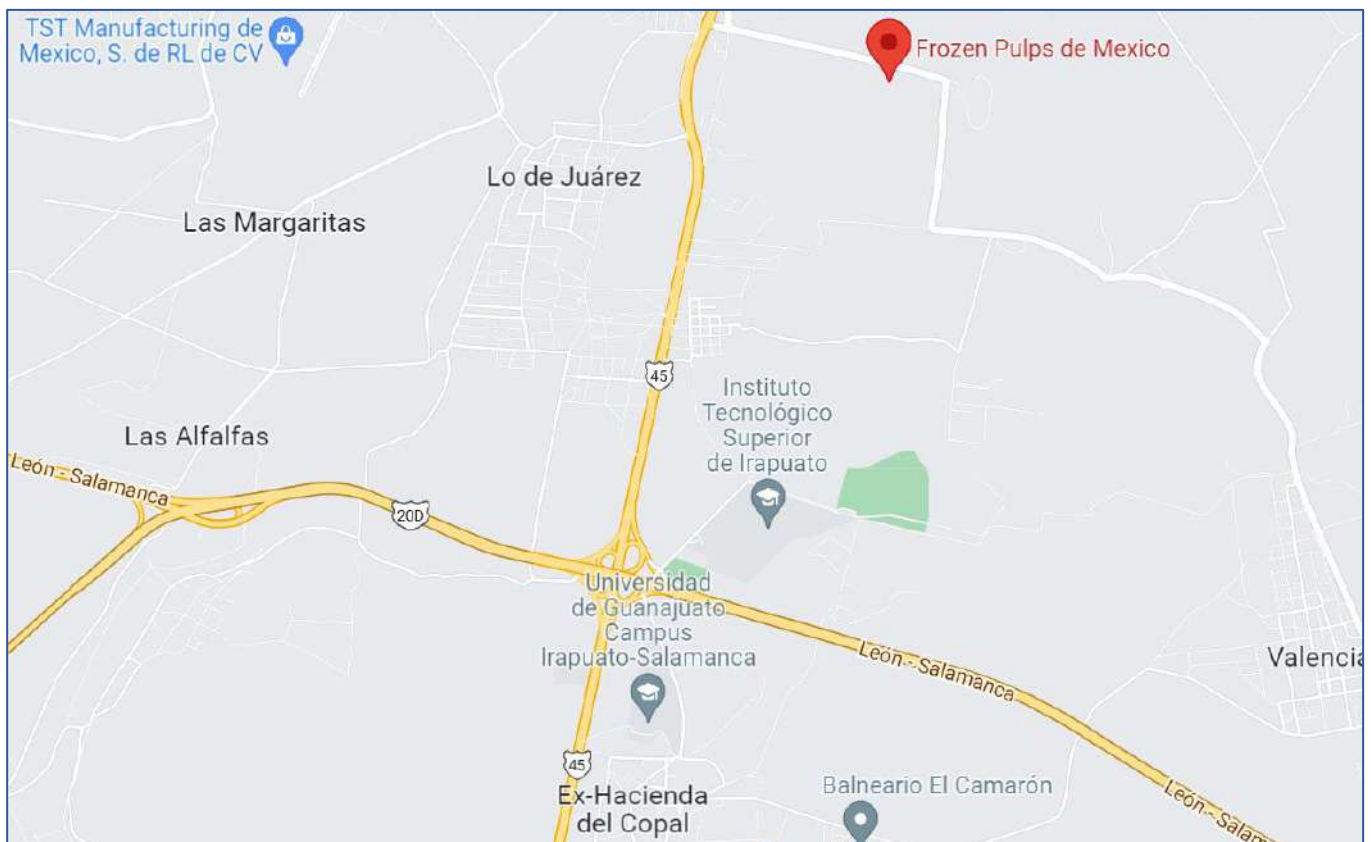 TST Manufacturing de
Mexico, S. de RL de CV
Frozen Pulps de Mexico
Lo de Juárez
Las Margaritas
45
Instituto
Tecnológico
Superior
de Irapuato
Las Alfalfas
León - Salamanca
20D
Universidad
de Guanajuato
Campus
Irapuato-Salamanca
León - Salamanca
Valencia
45
Ex-Hacienda
del Copal
Balneario El Camarón
León - Salam